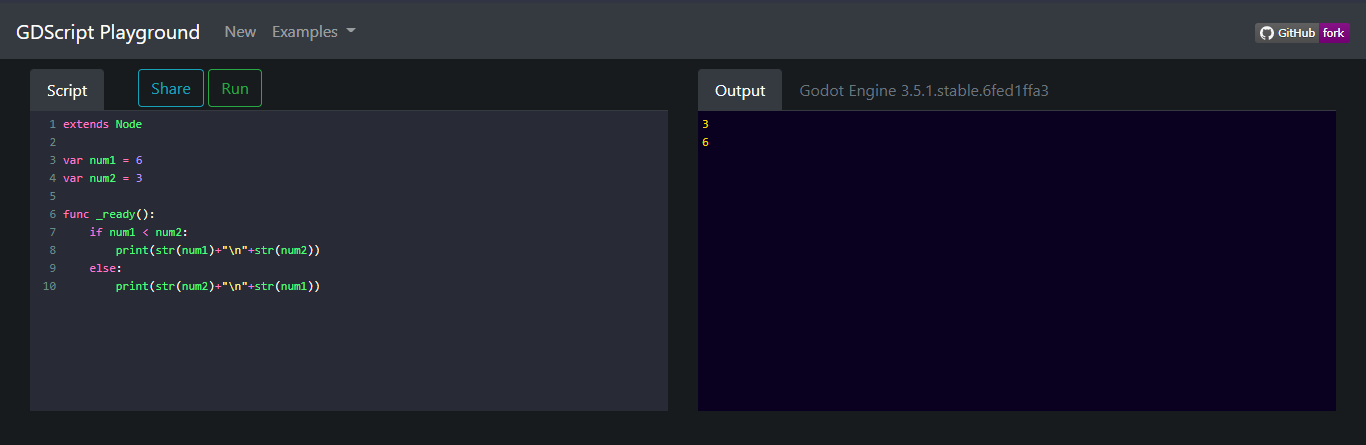 GDScript Playground New Examples GitHub fork
Script Share Run
1 extends Node
2
3 var num1 = 6
4 var num2 = 3
5
6 func _ready():
7     if num1 < num2:
8         print(str(num1)+"\n"+str(num2))
9     else:
10         print(str(num2)+"\n"+str(num1))
Output Godot Engine 3.5.1.stable.6fed1ffa3
3
6